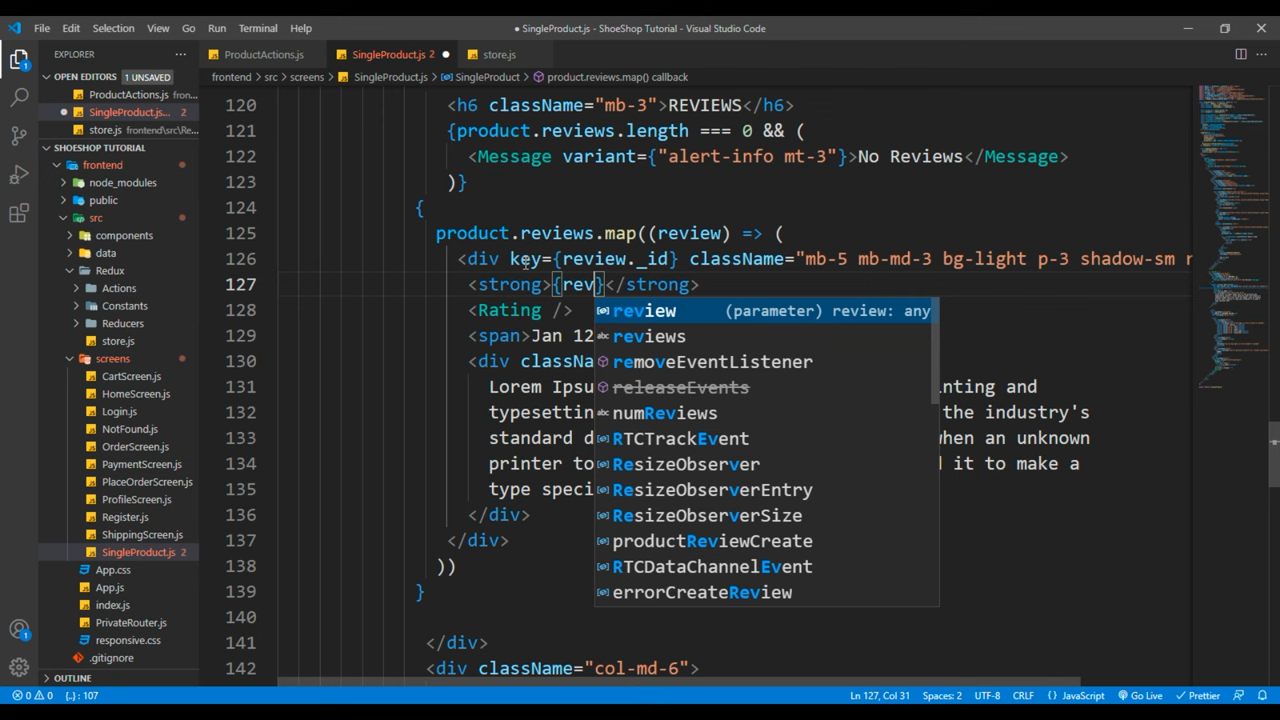 File Edit Selection View Go Run Terminal Help
● SingleProduct.js - ShoeShop Tutorial - Visual Studio Code
EXPLORER
ProductActions.js
SingleProduct.js 2 ●
store.js
OPEN EDITORS 1 UNSAVED
frontend > src > screens > SingleProduct.js > SingleProduct > product.reviews.map() callback
ProductActions.js fron...
SingleProduct.js... 2
store.js frontend\src\Re...
SHOESHOP TUTORIAL
frontend
node_modules
public
src
components
data
Redux
Actions
Constants
Reducers
store.js
screens
CartScreen.js
HomeScreen.js
Login.js
NotFound.js
OrderScreen.js
PaymentScreen.js
PlaceOrderScreen.js
ProfileScreen.js
Register.js
ShippingScreen.js
SingleProduct.js 2
App.css
App.js
index.js
PrivateRouter.js
responsive.css
.gitignore
OUTLINE
120 <h6 className="mb-3">REVIEWS</h6>
121 {product.reviews.length === 0 && (
122 <Message variant={"alert-info mt-3"}>No Reviews</Message>
123 )}
124 {
125 product.reviews.map((review) => (
126 <div key={review._id} className="mb-5 mb-md-3 bg-light p-3 shadow-sm r
127 <strong>{rev}</strong>
128 <Rating />
129 <span>Jan 12
130 <div classNa
131 Lorem Ipsu nting and
132 typesettin the industry's
133 standard d when an unknown
134 printer to d it to make a
135 type speci
136 </div>
137 </div>
138 ))
139 }
140
141 </div>
142 <div className="col-md-6">
review (parameter) review: any
reviews
removeEventListener
releaseEvents
numReviews
RTCTrackEvent
ResizeObserver
ResizeObserverEntry
ResizeObserverSize
productReviewCreate
RTCDataChannelEvent
errorCreateReview
0 0 {..} : 107 Ln 127, Col 31 Spaces: 2 UTF-8 CRLF {} JavaScript Go Live Prettier